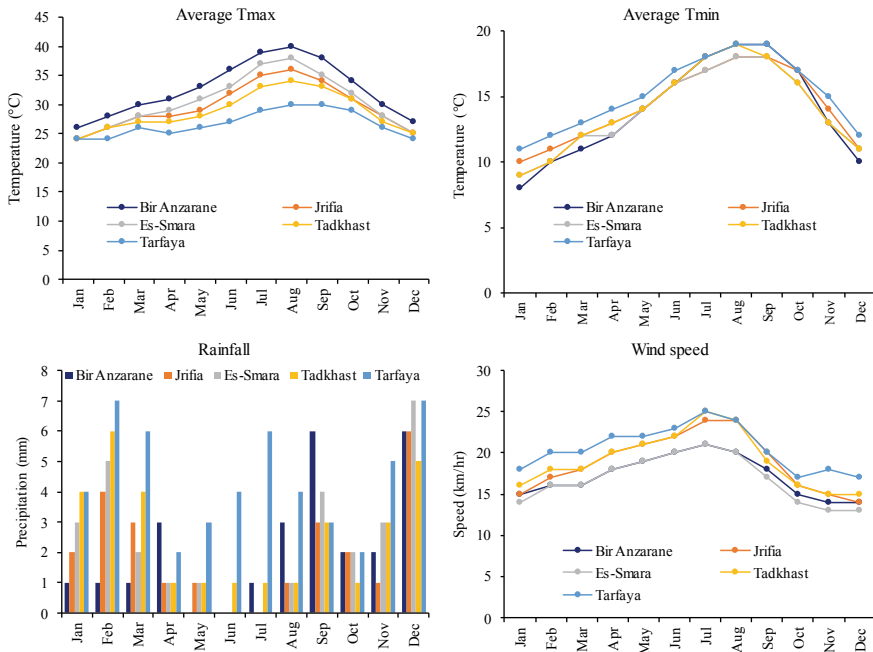 Average Tmax
45
40
35
30
25
20
15
10
5
0
Temperature (°C)
Bir Anzarane
Jrifia
Es-Smara
Tadkhast
Tarfaya
Jan
Feb
Mar
Apr
May
Jun
Jul
Aug
Sep
Oct
Nov
Dec
Average Tmin
20
15
10
5
0
Temperature (°C)
Bir Anzarane
Jrifia
Es-Smara
Tadkhast
Tarfaya
Jan
Feb
Mar
Apr
May
Jun
Jul
Aug
Sep
Oct
Nov
Dec
Rainfall
Bir Anzarane
Jrifia
Es-Smara
Tadkhast
Tarfaya
8
7
6
5
4
3
2
1
0
Precipitation (mm)
Jan
Feb
Mar
Apr
May
Jun
Jul
Aug
Sep
Oct
Nov
Dec
Wind speed
30
25
20
15
10
5
0
Speed (km/hr)
Bir Anzarane
Jrifia
Es-Smara
Tadkhast
Tarfaya
Jan
Feb
Mar
Apr
May
Jun
Jul
Aug
Sep
Oct
Nov
Dec